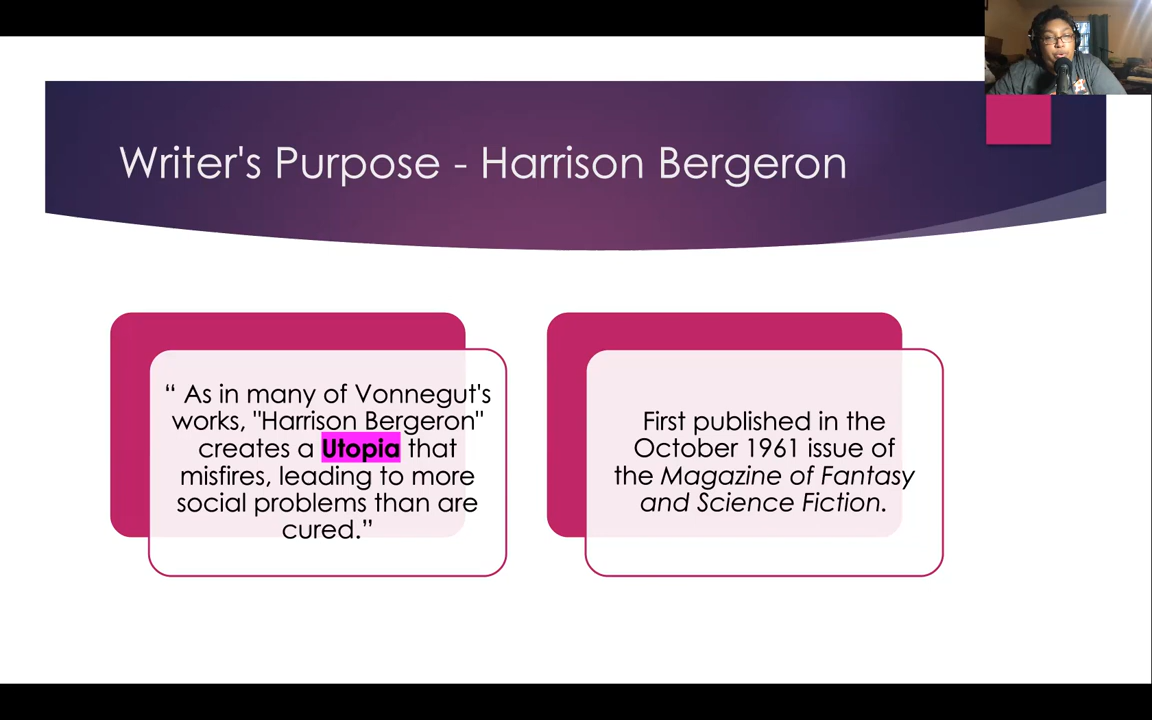 Writer's Purpose - Harrison Bergeron
“ As in many of Vonnegut's
works, "Harrison Bergeron"
creates a Utopia that
misfires, leading to more
social problems than are
cured.”
First published in the
October 1961 issue of
the Magazine of Fantasy
and Science Fiction.